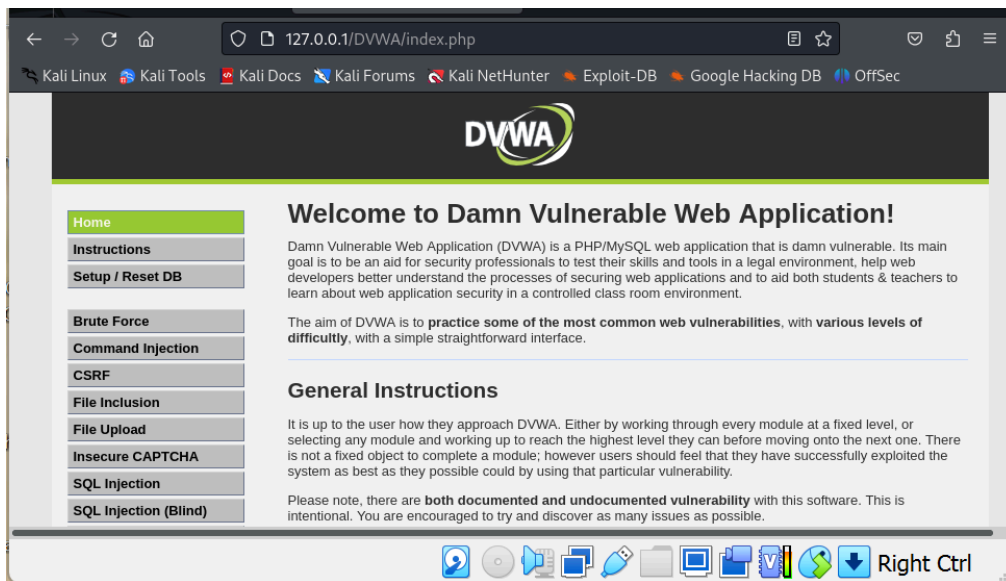 127.0.0.1/DVWA/index.php
Kali Linux Kali Tools Kali Docs Kali Forums Kali NetHunter Exploit-DB Google Hacking DB OffSec
DVWA
Home
Instructions
Setup / Reset DB
Brute Force
Command Injection
CSRF
File Inclusion
File Upload
Insecure CAPTCHA
SQL Injection
SQL Injection (Blind)
Welcome to Damn Vulnerable Web Application!
Damn Vulnerable Web Application (DVWA) is a PHP/MySQL web application that is damn vulnerable. Its main
goal is to be an aid for security professionals to test their skills and tools in a legal environment, help web
developers better understand the processes of securing web applications and to aid both students & teachers to
learn about web application security in a controlled class room environment.
The aim of DVWA is to practice some of the most common web vulnerabilities, with various levels of
difficultly, with a simple straightforward interface.
General Instructions
It is up to the user how they approach DVWA. Either by working through every module at a fixed level, or
selecting any module and working up to reach the highest level they can before moving onto the next one. There
is not a fixed object to complete a module; however users should feel that they have successfully exploited the
system as best as they possible could by using that particular vulnerability.
Please note, there are both documented and undocumented vulnerability with this software. This is
intentional. You are encouraged to try and discover as many issues as possible.
Right Ctrl